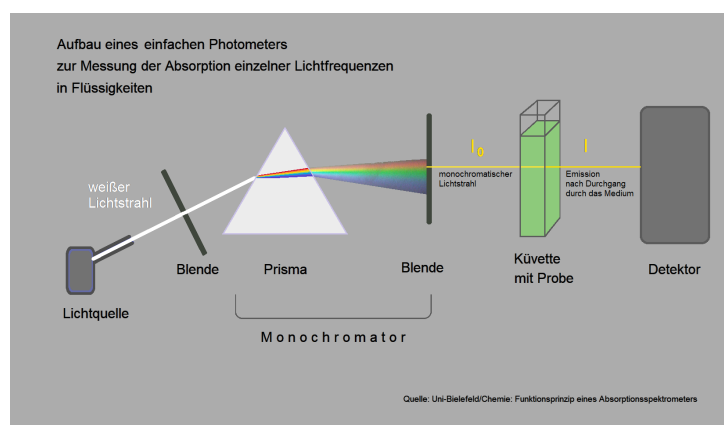 Aufbau eines einfachen Photometers
zur Messung der Absorption einzelner Lichtfrequenzen
in Flüssigkeiten
weißer
Lichtstrahl
I0
I
monochromatischer
Lichtstrahl
Emission
nach Durchgang
durch das Medium
Blende
Prisma
Blende
Küvette
mit Probe
Detektor
Lichtquelle
Monochromator
Quelle: Uni-Bielefeld/Chemie: Funktionsprinzip eines Absorptionsspektrometers